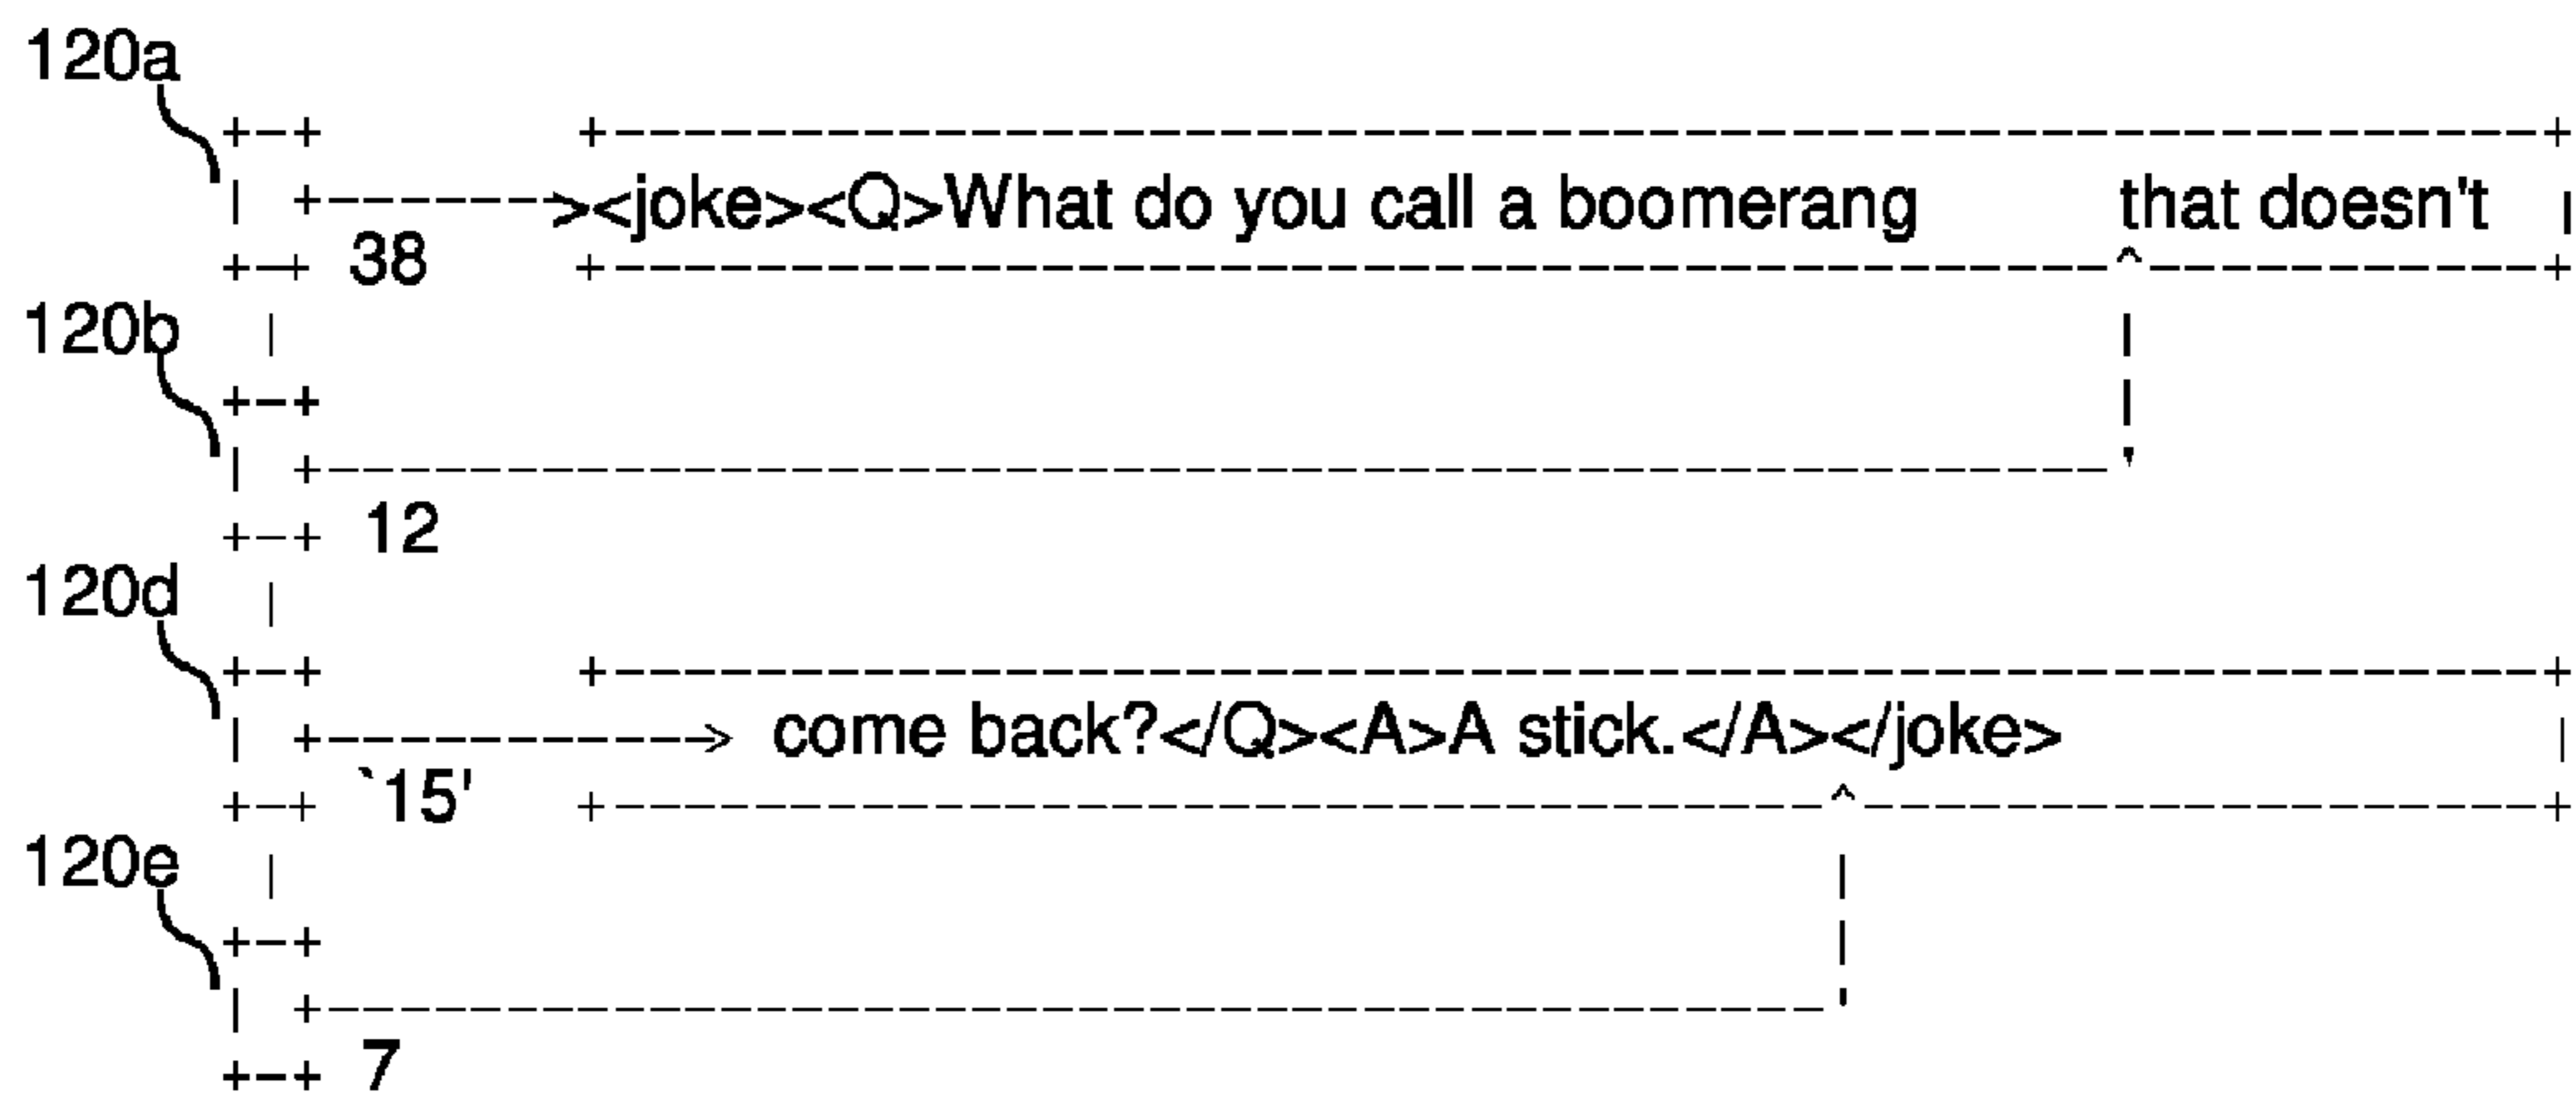 120a
+--+ +------------------------------------------------------+
| +-------><joke><Q>What do you call a boomerang that doesn't |
+--+ 38 +------------------------------------------^-----------+
120b |
+--+ |
| +--------------------------------------------------'
+--+ 12
120d |
+--+ +------------------------------------------------------+
| +------------> come back?</Q><A>A stick.</A></joke> |
+--+ `15' +-----------------------------------^-------------------+
120e |
+--+ |
| +------------------------------------------'
+--+ 7